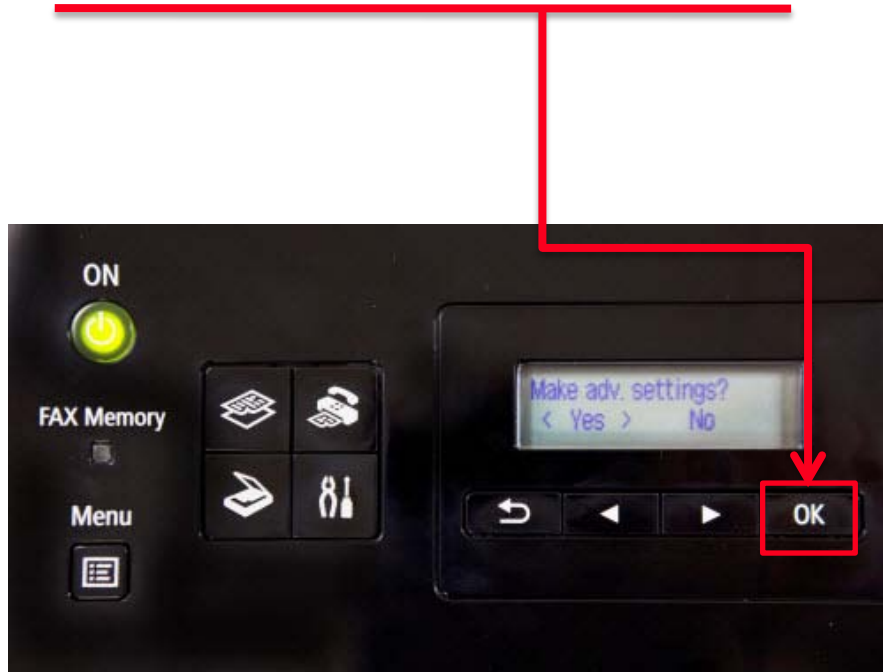 ON
FAX Memory
Menu
Make adv. settings?
< Yes > No
OK